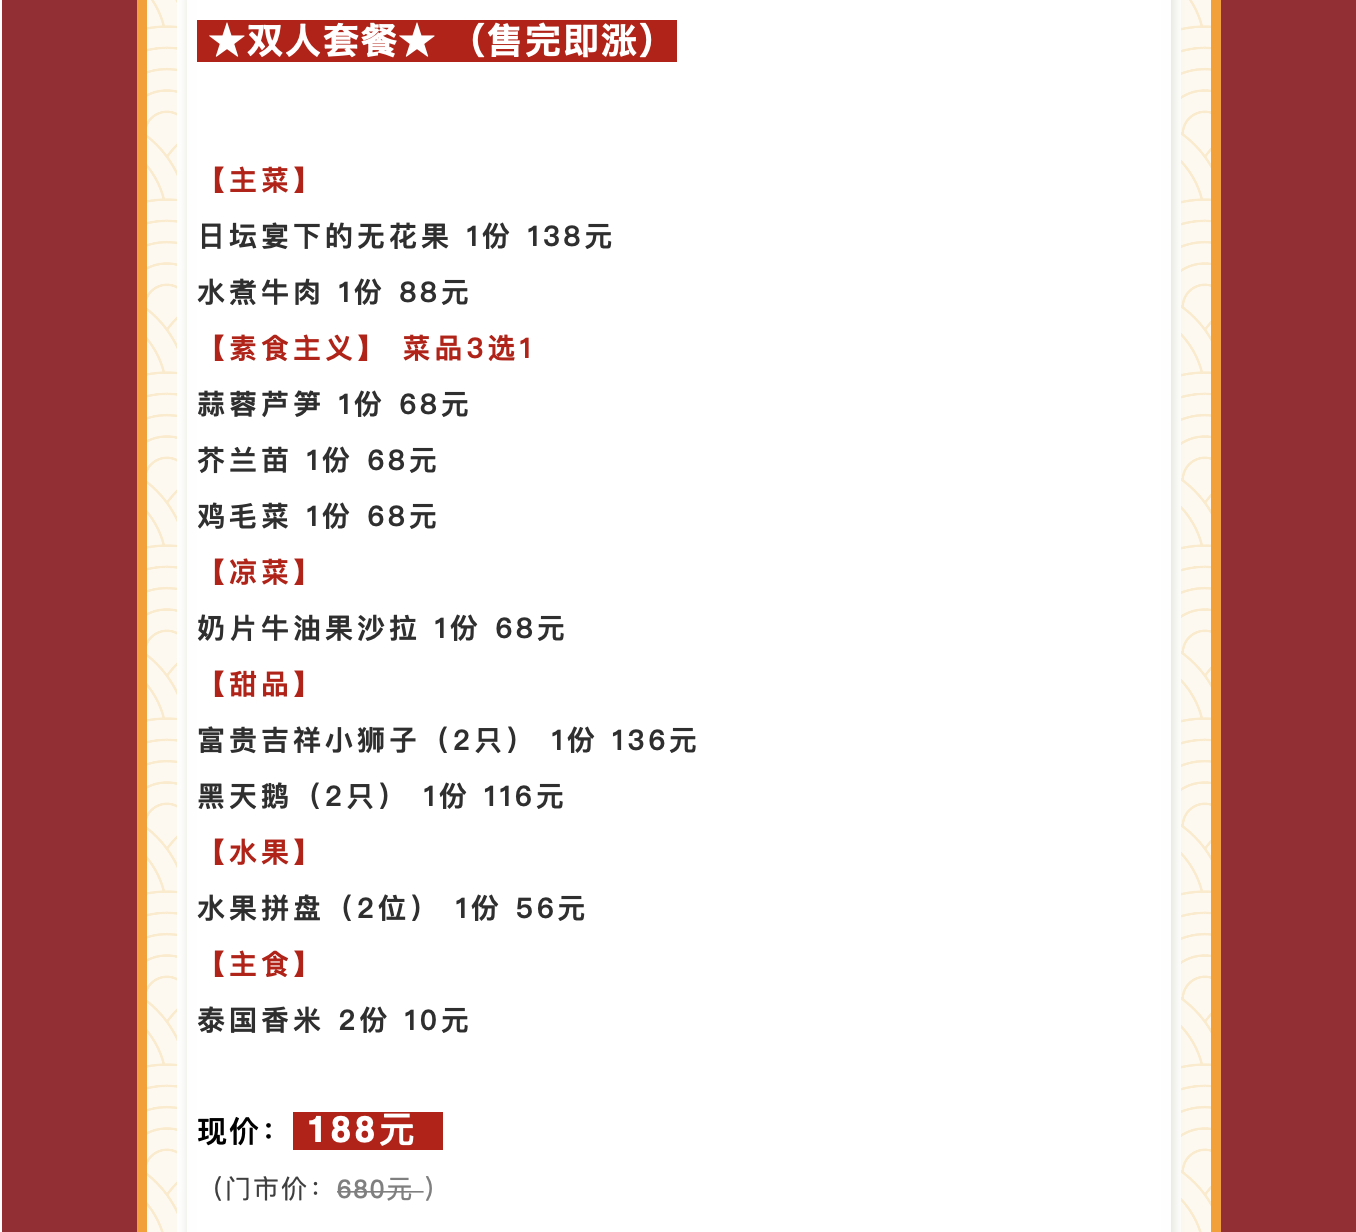 ★双人套餐★ （售完即涨）
【主菜】
日坛宴下的无花果 1份 138元
水煮牛肉 1份 88元
【素食主义】 菜品3选1
蒜蓉芦笋 1份 68元
芥兰苗 1份 68元
鸡毛菜 1份 68元
【凉菜】
奶片牛油果沙拉 1份 68元
【甜品】
富贵吉祥小狮子（2只） 1份 136元
黑天鹅（2只） 1份 116元
【水果】
水果拼盘（2位） 1份 56元
【主食】
泰国香米 2份 10元
现价： 188元
（门市价：680元 ）